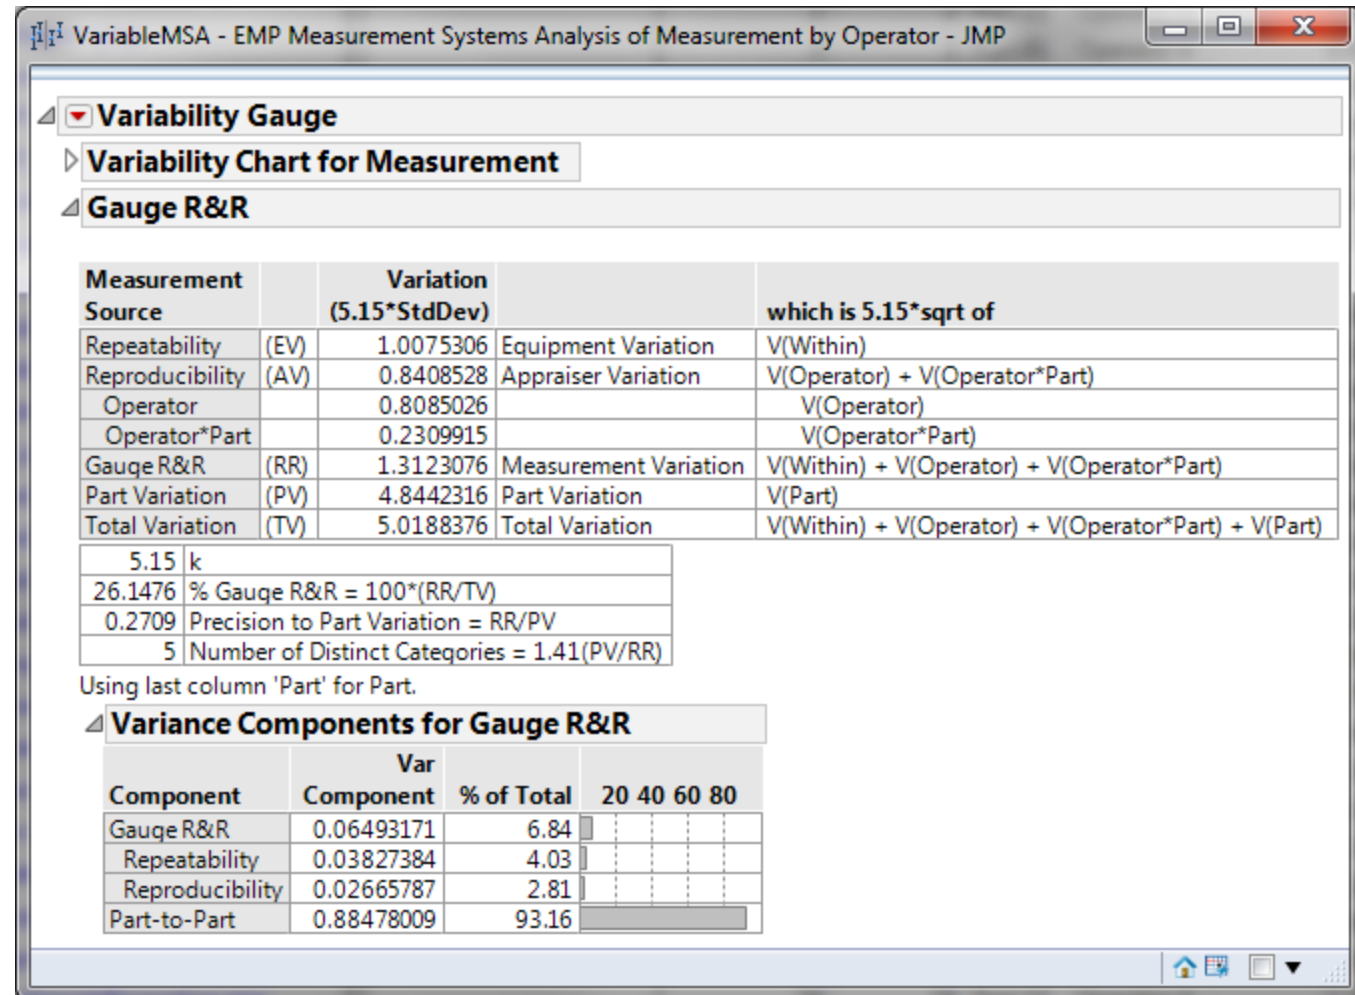 VariableMSA - EMP Measurement Systems Analysis of Measurement by Operator - JMP
Variability Gauge
Variability Chart for Measurement
Gauge R&R
Measurement Source Variation (5.15*StdDev) which is 5.15*sqrt of
Repeatability (EV) 1.0075306 Equipment Variation V(Within)
Reproducibility (AV) 0.8408528 Appraiser Variation V(Operator) + V(Operator*Part)
Operator 0.8085026 V(Operator)
Operator*Part 0.2309915 V(Operator*Part)
Gauge R&R (RR) 1.3123076 Measurement Variation V(Within) + V(Operator) + V(Operator*Part)
Part Variation (PV) 4.8442316 Part Variation V(Part)
Total Variation (TV) 5.0188376 Total Variation V(Within) + V(Operator) + V(Operator*Part) + V(Part)
5.15 k
26.1476 % Gauge R&R = 100*(RR/TV)
0.2709 Precision to Part Variation = RR/PV
5 Number of Distinct Categories = 1.41(PV/RR)
Using last column 'Part' for Part.
Variance Components for Gauge R&R
Component Var Component % of Total 20 40 60 80
Gauge R&R 0.06493171 6.84
Repeatability 0.03827384 4.03
Reproducibility 0.02665787 2.81
Part-to-Part 0.88478009 93.16